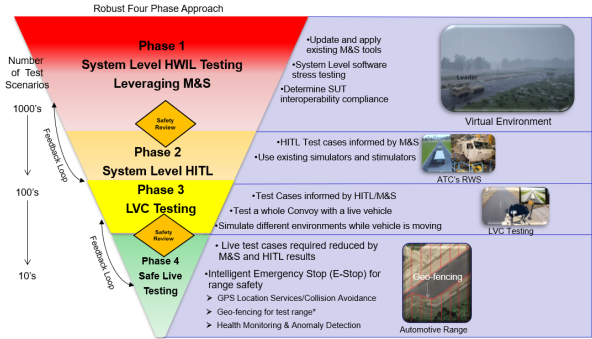 Robust Four Phase Approach
Number
of Test
Scenarios
1000's
100's
10's
Feedback Loop
Feedback Loop
Phase 1
System Level HWIL Testing
Leveraging M&S
Safety
Review
Phase 2
System Level HITL
Phase 3
LVC Testing
Safety
Review
Phase 4
Safe Live
Testing
•Update and apply
existing M&S tools
•System Level software
stress testing
•Determine SUT
interoperability compliance
Leader
Virtual Environment
•HITL Test cases informed by M&S
•Use existing simulators and stimulators
ATC's RWS
•Test Cases informed by HITL/M&S
•Test a whole Convoy with a live vehicle
•Simulate different environments while vehicle is moving
LVC Testing
• Live test cases required reduced by
M&S and HITL results
•Intelligent Emergency Stop (E-Stop) for
range safety
➢ GPS Location Services/Collision Avoidance
➢ Geo-fencing for test range*
➢ Health Monitoring & Anomaly Detection
Geo-fencing
Automotive Range